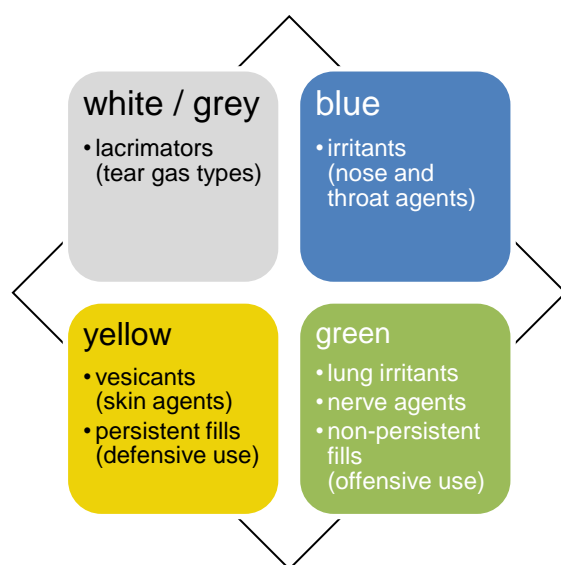 white / grey
• lacrimators
(tear gas types)
blue
• irritants
(nose and
throat agents)
yellow
• vesicants
(skin agents)
• persistent fills
(defensive use)
green
• lung irritants
• nerve agents
• non-persistent
fills
(offensive use)